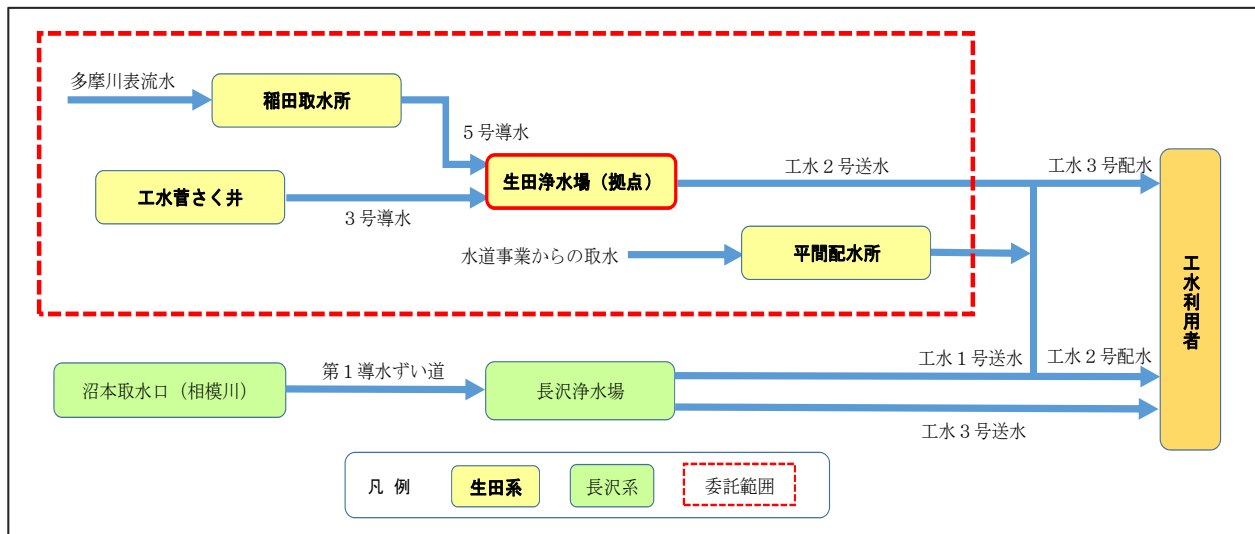 多摩川表流水
稲田取水所
5号導水
生田浄水場（拠点）
工水2号送水
工水3号配水
工水菅さく井
3号導水
水道事業からの取水
平間配水所
工水利用者
沼本取水口（相模川）
第1導水ずい道
長沢浄水場
工水1号送水
工水2号配水
工水3号送水
凡 例
生田系
長沢系
委託範囲